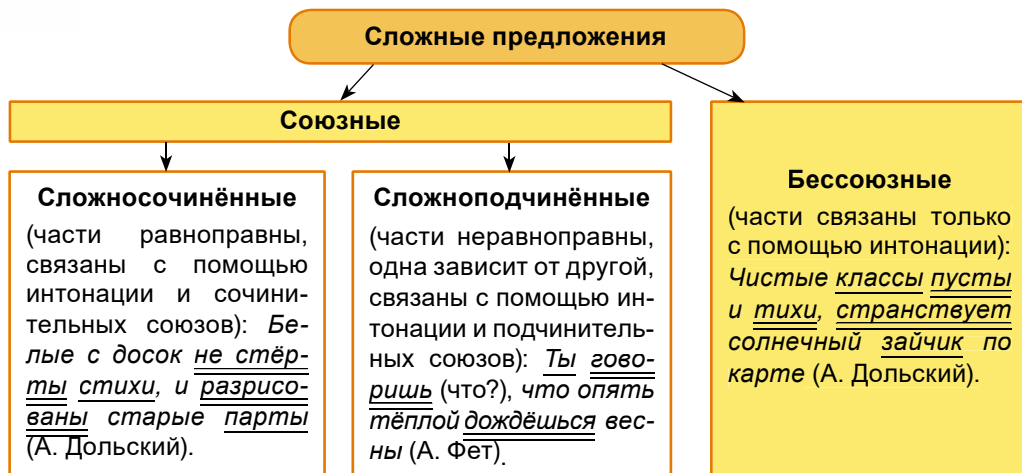 Сложные предложения
Союзные
Сложносочинённые
(части равноправны,
связаны с помощью
интонации и сочини-
тельных союзов): Бе-
лые с досок не стёр-
ты стихи, и разрисо-
ваны старые парты
(А. Дольский).
Сложноподчинённые
(части неравноправны,
одна зависит от другой,
связаны с помощью ин-
тонации и подчинитель-
ных союзов): Ты гово-
ришь (что?), что опять
тёплой дождёшься вес-
ны (А. Фет).
Бессоюзные
(части связаны только
с помощью интонации):
Чистые классы пусты
и тихи, странствует
солнечный зайчик по
карте (А. Дольский).